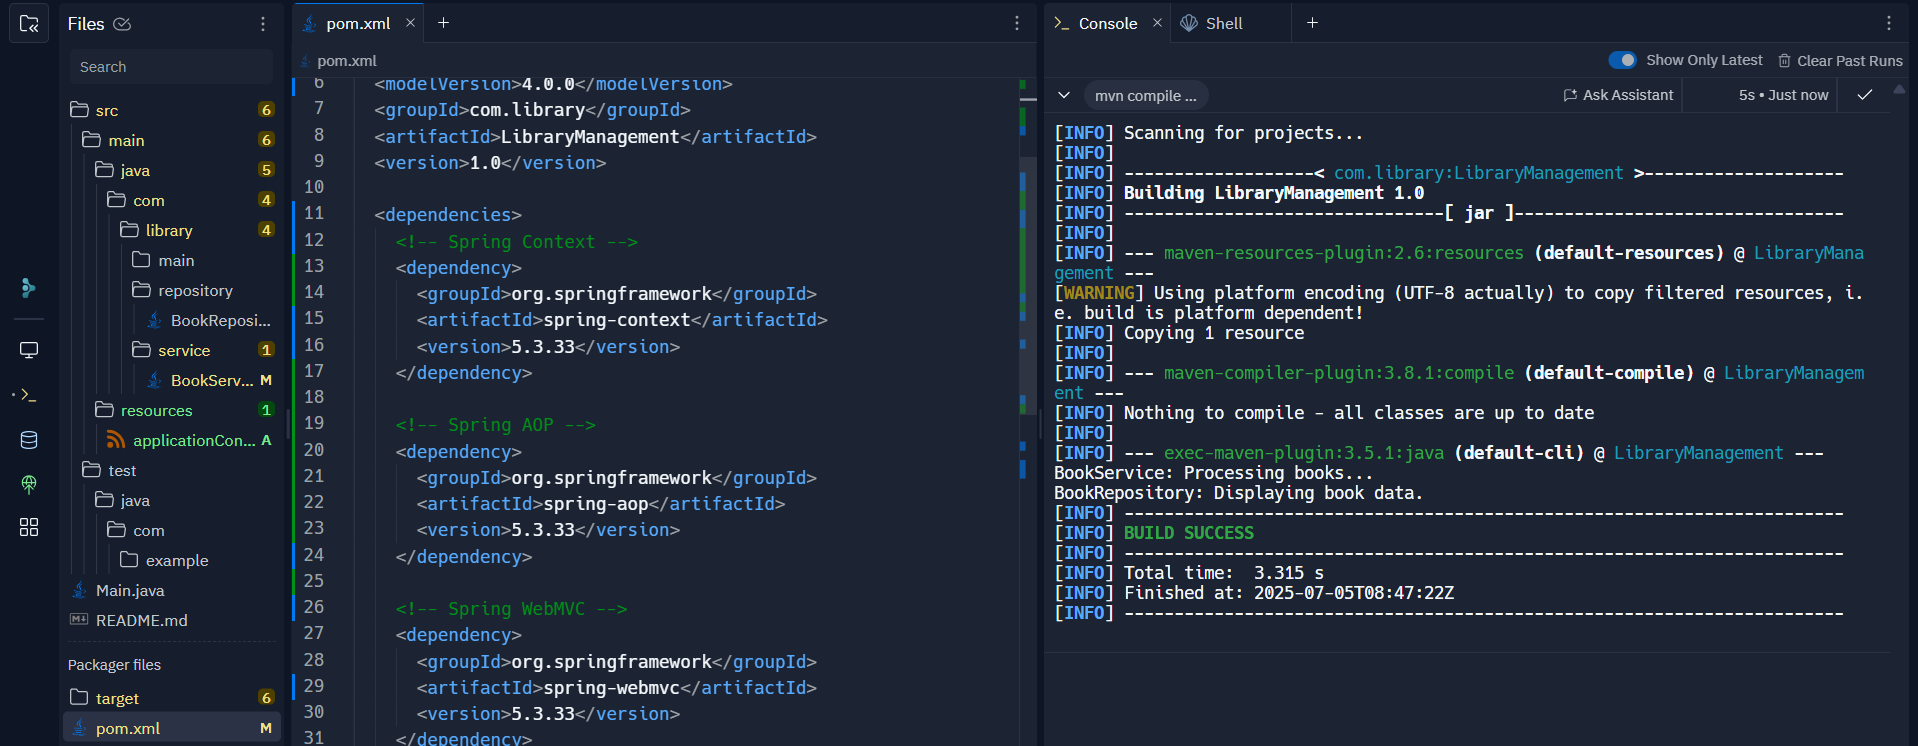 Files
Search
src 6
main 6
java 5
com 4
library 4
main
repository
BookReposi...
service 1
BookServ... M
resources 1
applicationCon... A
test
java
com
example
Main.java
README.md
Packager files
target 6
pom.xml M
pom.xml
pom.xml
6 <modelVersion>4.0.0</modelVersion>
7 <groupId>com.library</groupId>
8 <artifactId>LibraryManagement</artifactId>
9 <version>1.0</version>
10
11 <dependencies>
12 <!-- Spring Context -->
13 <dependency>
14 <groupId>org.springframework</groupId>
15 <artifactId>spring-context</artifactId>
16 <version>5.3.33</version>
17 </dependency>
18
19 <!-- Spring AOP -->
20 <dependency>
21 <groupId>org.springframework</groupId>
22 <artifactId>spring-aop</artifactId>
23 <version>5.3.33</version>
24 </dependency>
25
26 <!-- Spring WebMVC -->
27 <dependency>
28 <groupId>org.springframework</groupId>
29 <artifactId>spring-webmvc</artifactId>
30 <version>5.3.33</version>
31 </dependency>
Console Shell
Show Only Latest Clear Past Runs
mvn compile ... Ask Assistant 5s • Just now
[INFO] Scanning for projects...
[INFO]
[INFO] -------------------< com.library:LibraryManagement >--------------------
[INFO] Building LibraryManagement 1.0
[INFO] --------------------------------[ jar ]---------------------------------
[INFO]
[INFO] --- maven-resources-plugin:2.6:resources (default-resources) @ LibraryMana
gement ---
[WARNING] Using platform encoding (UTF-8 actually) to copy filtered resources, i.
e. build is platform dependent!
[INFO] Copying 1 resource
[INFO]
[INFO] --- maven-compiler-plugin:3.8.1:compile (default-compile) @ LibraryManagem
ent ---
[INFO] Nothing to compile - all classes are up to date
[INFO]
[INFO] --- exec-maven-plugin:3.5.1:java (default-cli) @ LibraryManagement ---
BookService: Processing books...
BookRepository: Displaying book data.
[INFO] ------------------------------------------------------------------------
[INFO] BUILD SUCCESS
[INFO] ------------------------------------------------------------------------
[INFO] Total time:  3.315 s
[INFO] Finished at: 2025-07-05T08:47:22Z
[INFO] ------------------------------------------------------------------------